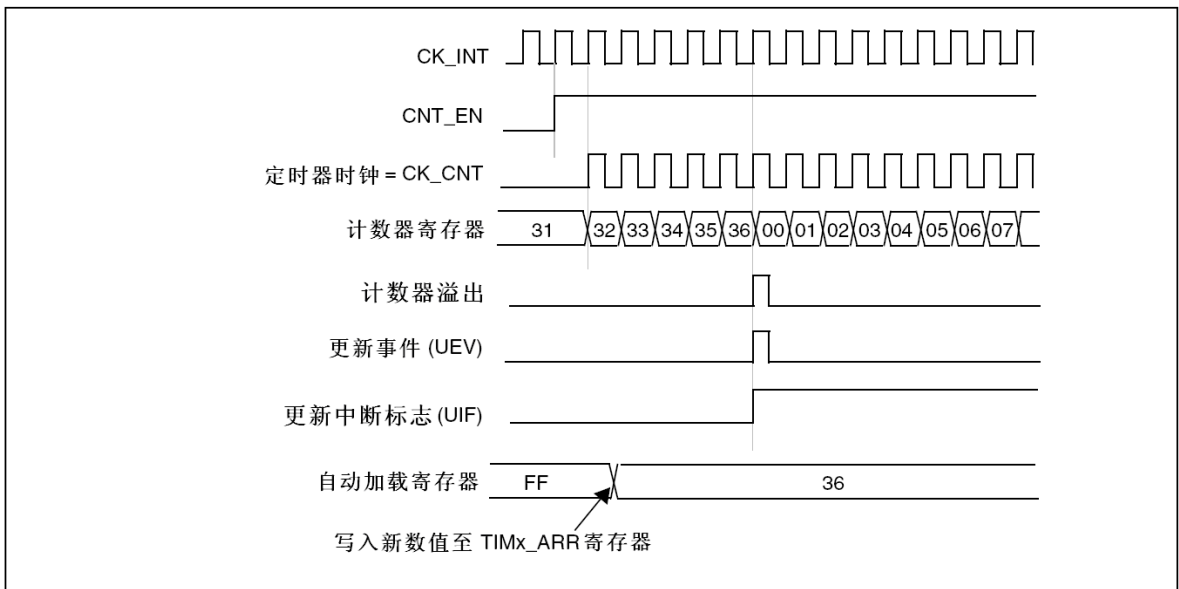 CK_INT
CNT_EN
定时器时钟 = CK_CNT
计数器寄存器 31 32 33 34 35 36 00 01 02 03 04 05 06 07
计数器溢出
更新事件 (UEV)
更新中断标志 (UIF)
自动加载寄存器 FF 36
写入新数值至 TIMx_ARR寄存器